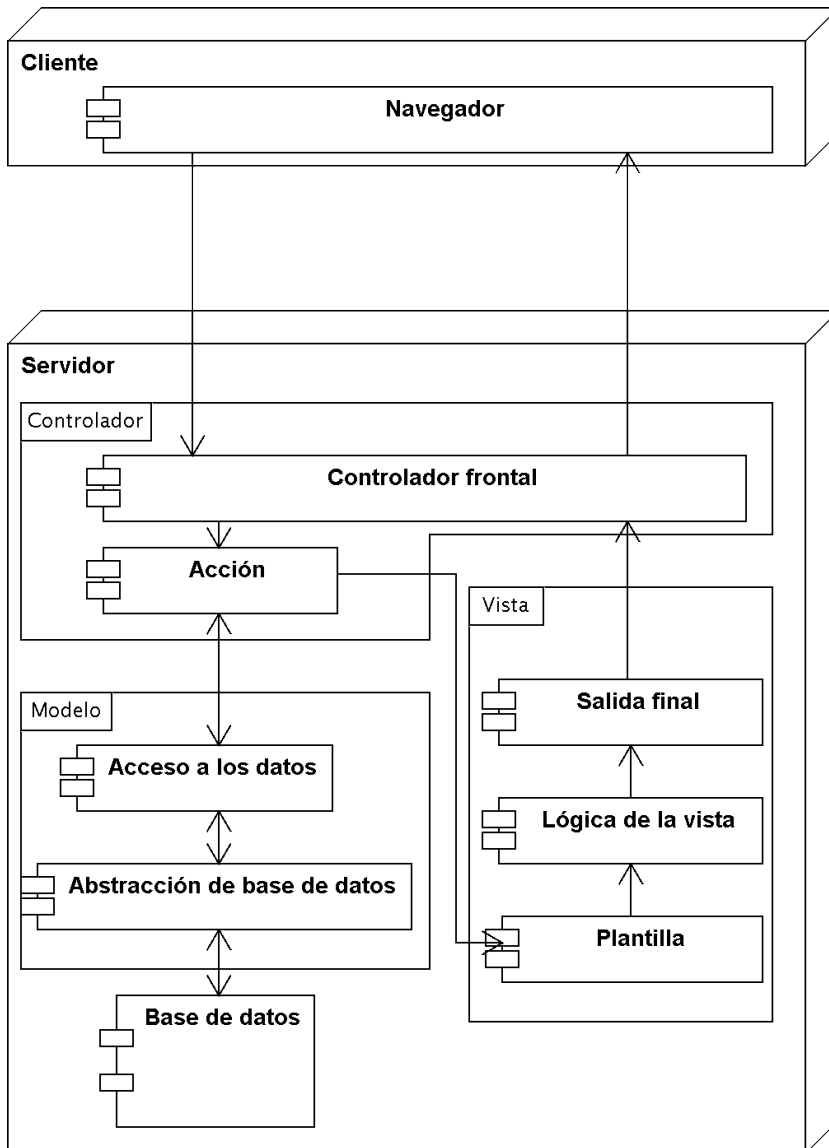 Cliente
Navegador
Servidor
Controlador
Controlador frontal
Acción
Vista
Salida final
Modelo
Acceso a los datos
Lógica de la vista
Abstracción de base de datos
Plantilla
Base de datos